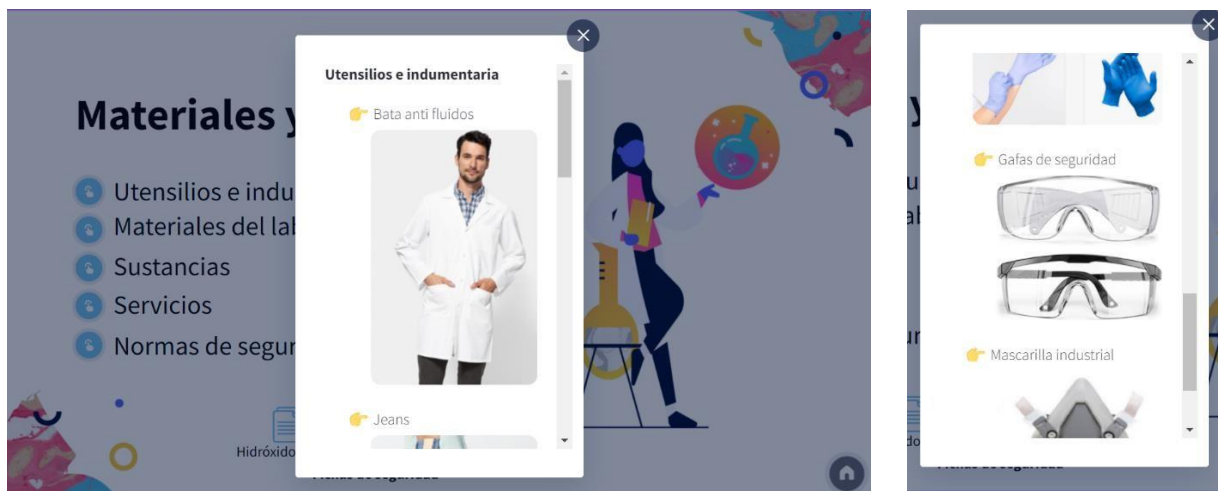 Utensilios e indumentaria
Bata anti fluidos
Jeans
Materiales y
Utensilios e indu
Materiales del lab
Sustancias
Servicios
Normas de segur
Hidróxido
Gafas de seguridad
Mascarilla industrial